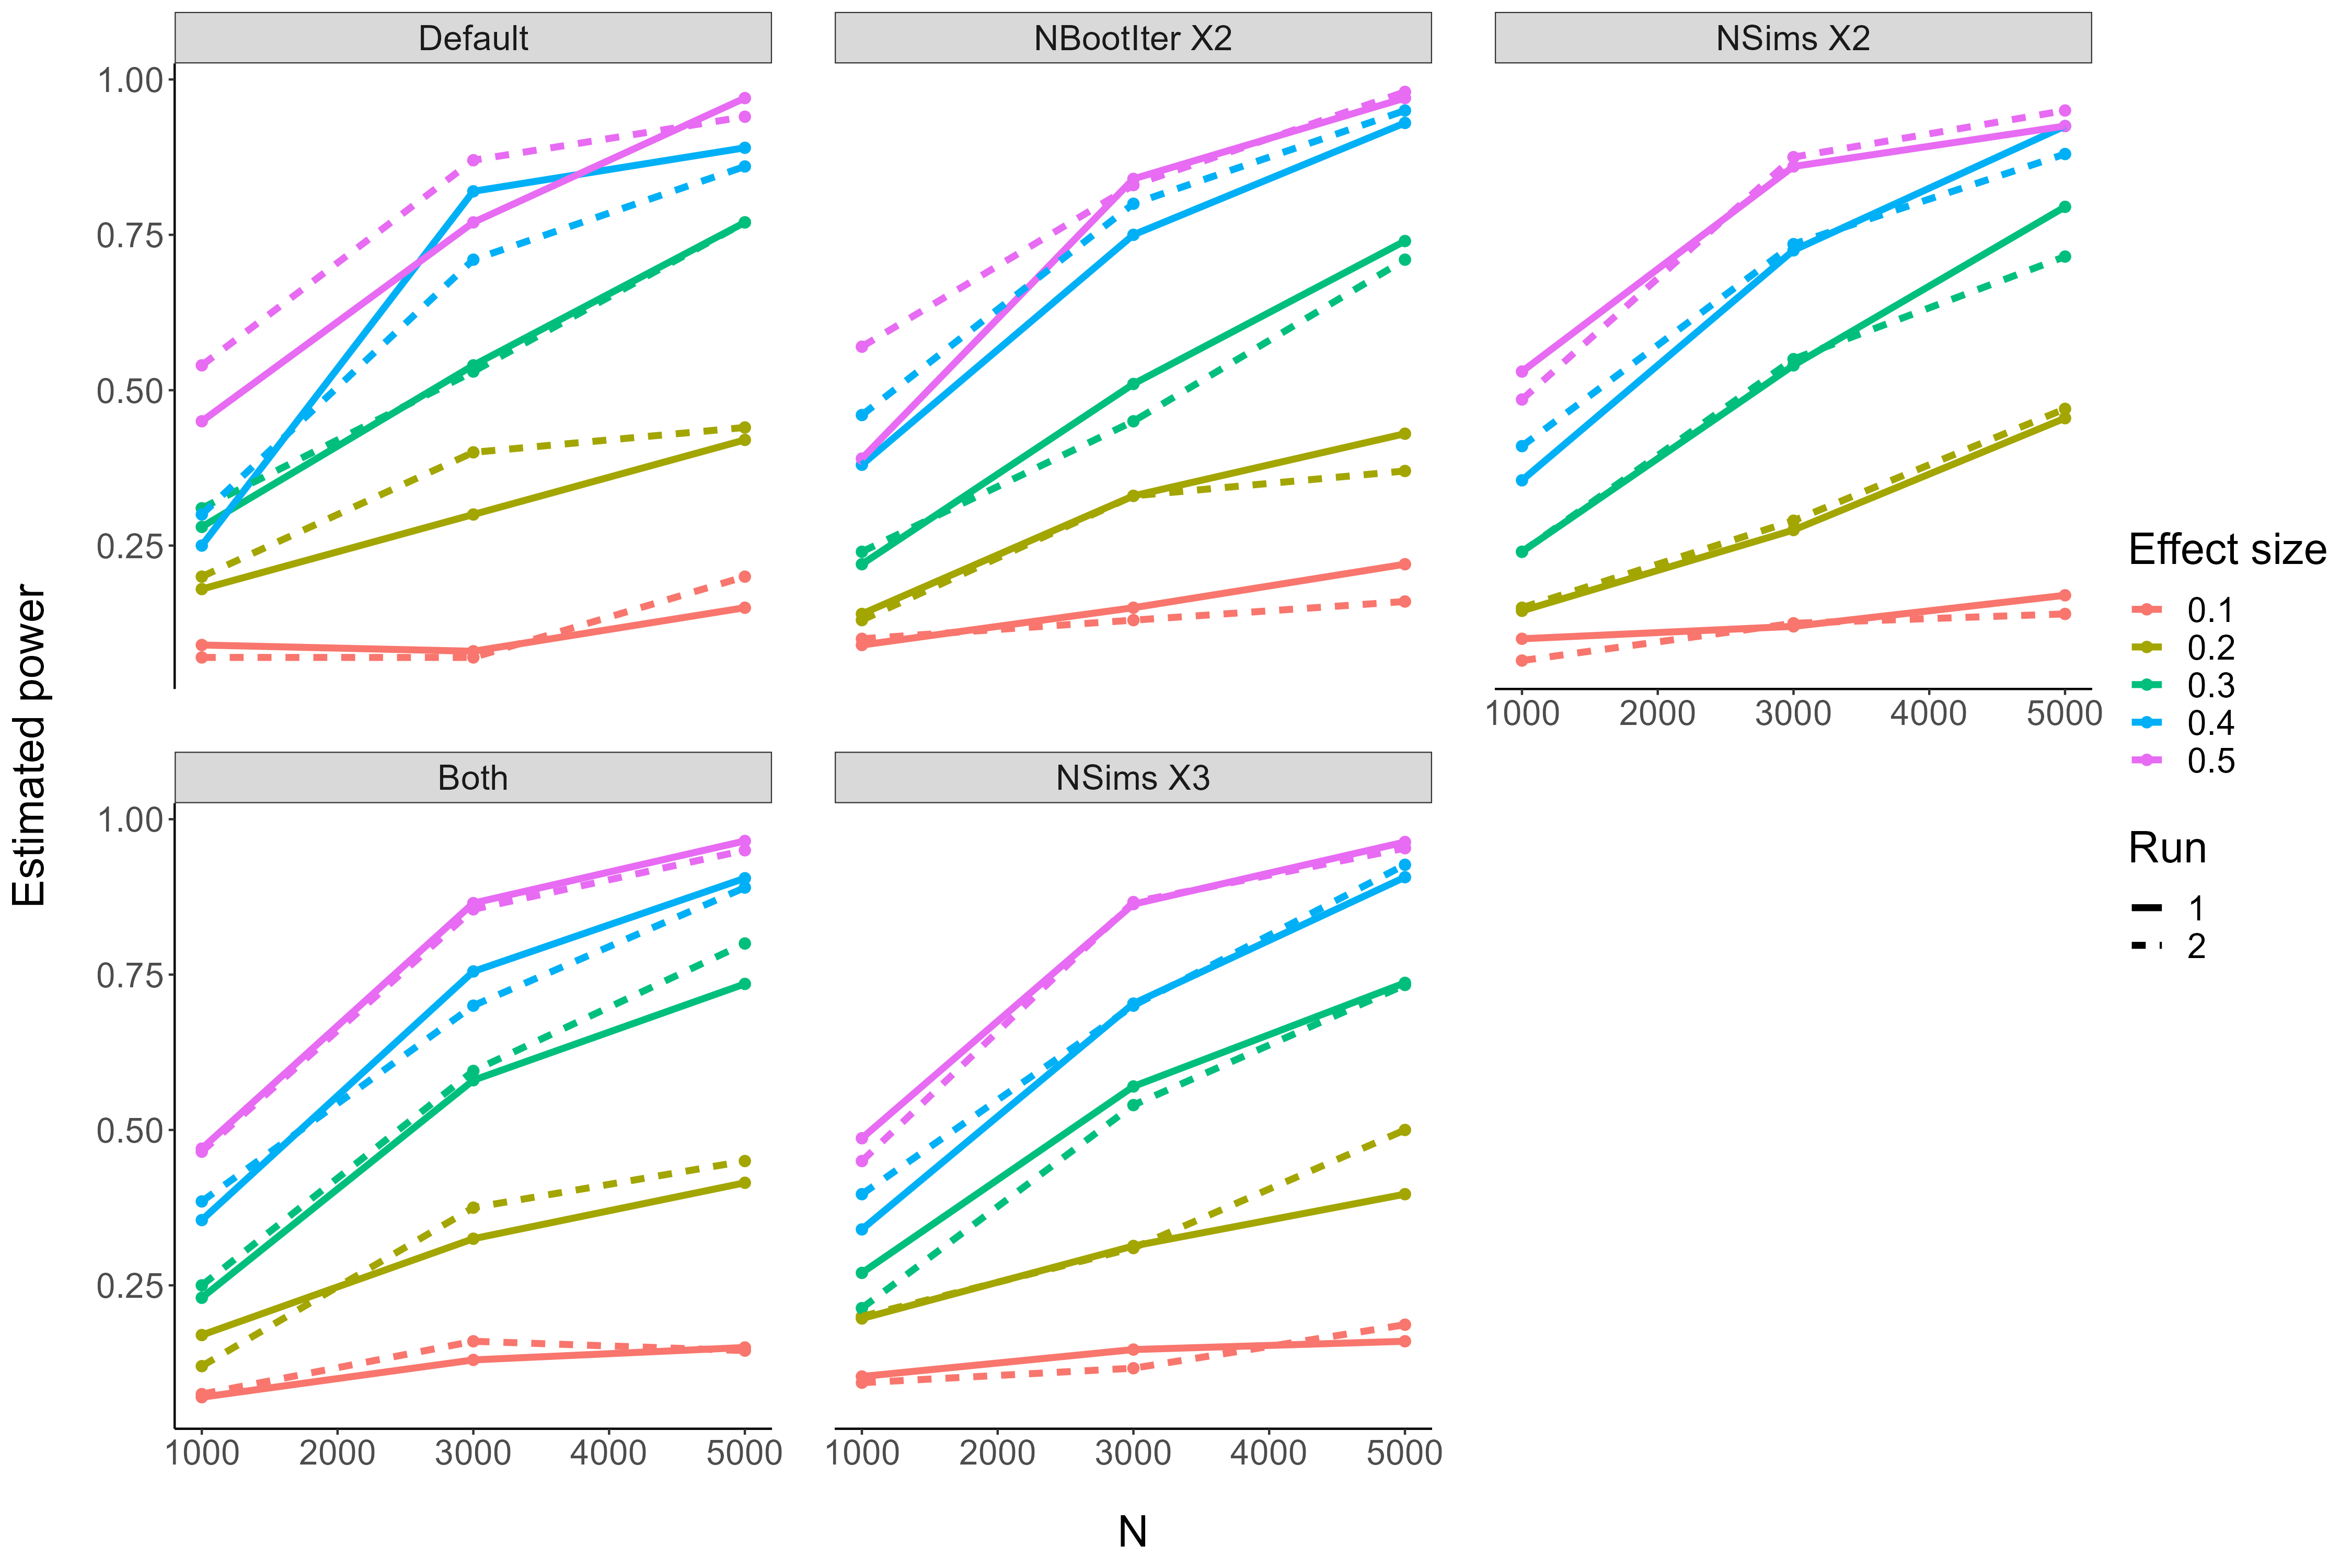 Default
NBootIter X2
NSims X2
1.00
0.75
0.50
0.25
1000 2000 3000 4000 5000
Both
NSims X3
1.00
0.75
0.50
0.25
1000 2000 3000 4000 5000
1000 2000 3000 4000 5000
Estimated power
N
Effect size
0.1
0.2
0.3
0.4
0.5
Run
1
2